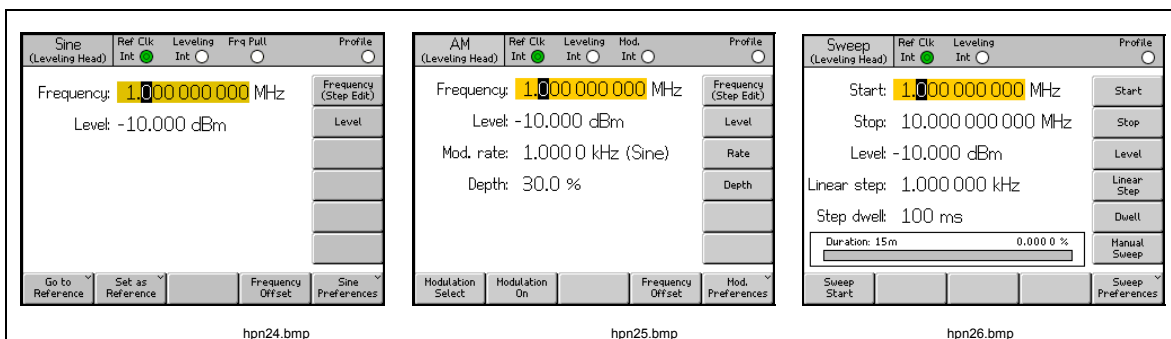 Sine
(Leveling Head)
Ref Clk Leveling Frq Pull
Int Int
Profile
Frequency: 1.000 000 000 MHz
Level: -10.000 dBm
Frequency
(Step Edit)
Level
Go to
Reference
Set as
Reference
Frequency
Offset
Sine
Preferences
hpn24.bmp
AM
(Leveling Head)
Ref Clk Leveling Mod.
Int Int Int
Profile
Frequency: 1.000 000 000 MHz
Level: -10.000 dBm
Mod. rate: 1.000 0 kHz (Sine)
Depth: 30.0 %
Frequency
(Step Edit)
Level
Rate
Depth
Modulation
Select
Modulation
On
Frequency
Offset
Mod.
Preferences
hpn25.bmp
Sweep
(Leveling Head)
Ref Clk Leveling
Int Int
Profile
Start: 1.000 000 000 MHz
Stop: 10.000 000 000 MHz
Level: -10.000 dBm
Linear step: 1.000 000 kHz
Step dwell: 100 ms
Duration: 15m 0.000 0 %
Start
Stop
Level
Linear
Step
Dwell
Manual
Sweep
Sweep
Start
Sweep
Preferences
hpn26.bmp